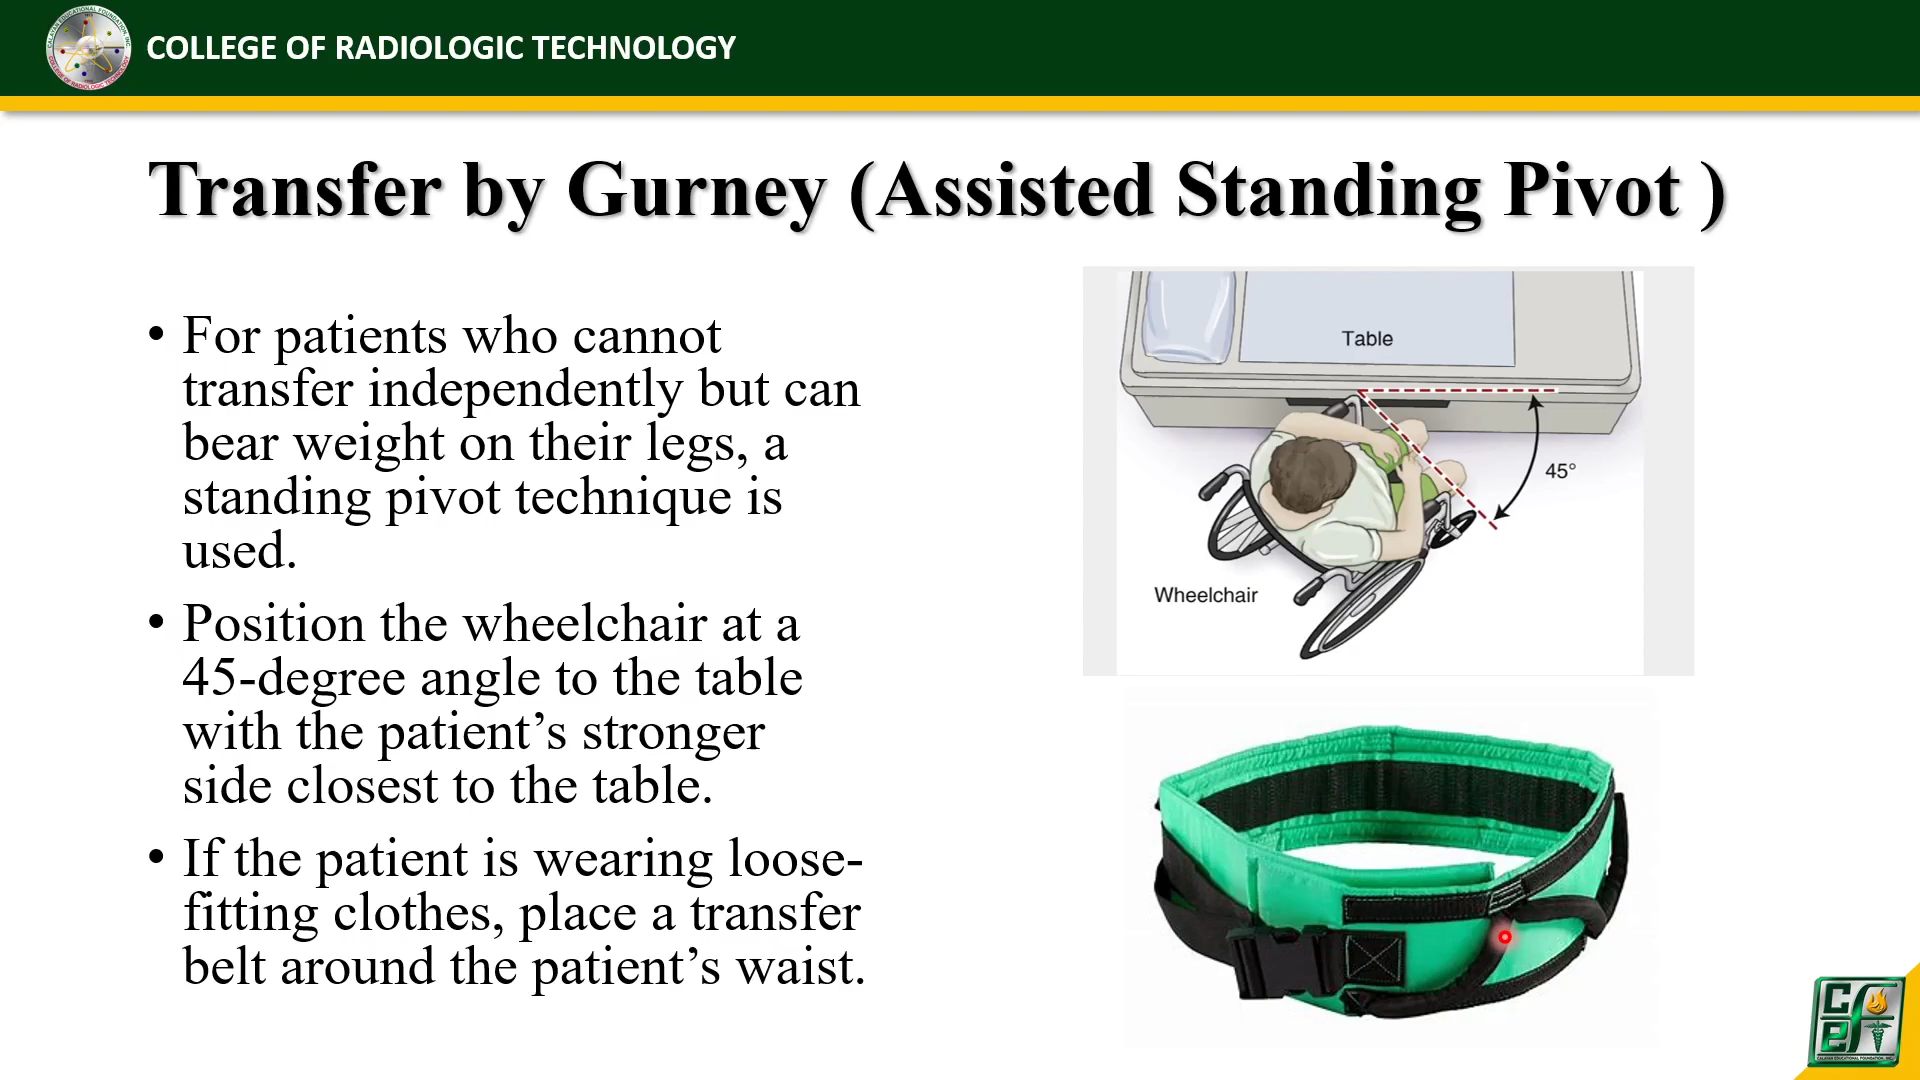 COLLEGE OF RADIOLOGIC TECHNOLOGY
Transfer by Gurney (Assisted Standing Pivot )
• For patients who cannot
transfer independently but can
bear weight on their legs, a
standing pivot technique is
used.
• Position the wheelchair at a
45-degree angle to the table
with the patient’s stronger
side closest to the table.
• If the patient is wearing loose-
fitting clothes, place a transfer
belt around the patient’s waist.
Table
45°
Wheelchair